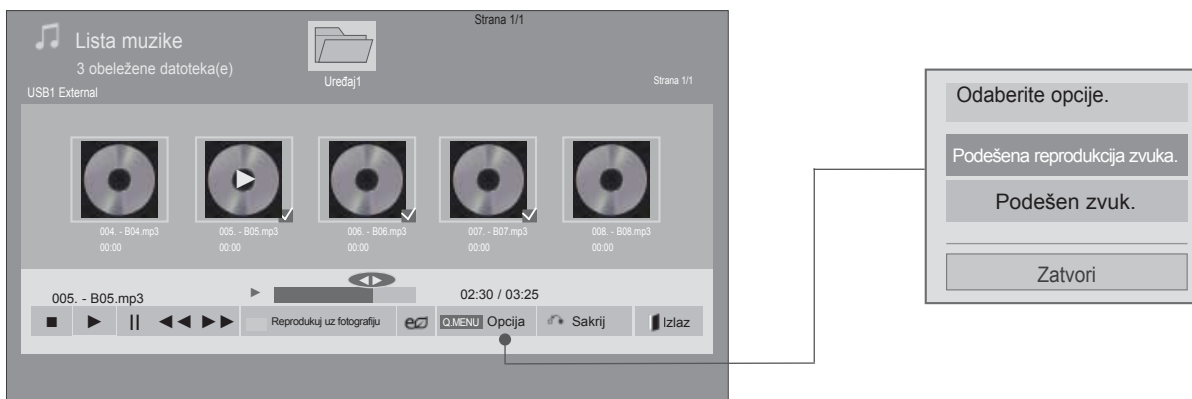 Strana 1/1
Lista muzike
3 obeležene datoteka(e)
Uređaj1
USB1 External
Strana 1/1
004. - B04.mp3
00:00
005. - B05.mp3
00:00
006. - B06.mp3
00:00
007. - B07.mp3
00:00
008. - B08.mp3
00:00
005. - B05.mp3
02:30 / 03:25
Reprodukuj uz fotografiju
Q.MENU Opcija
Sakrij
Izlaz
Odaberite opcije.
Podešena reprodukcija zvuka.
Podešen zvuk.
Zatvori